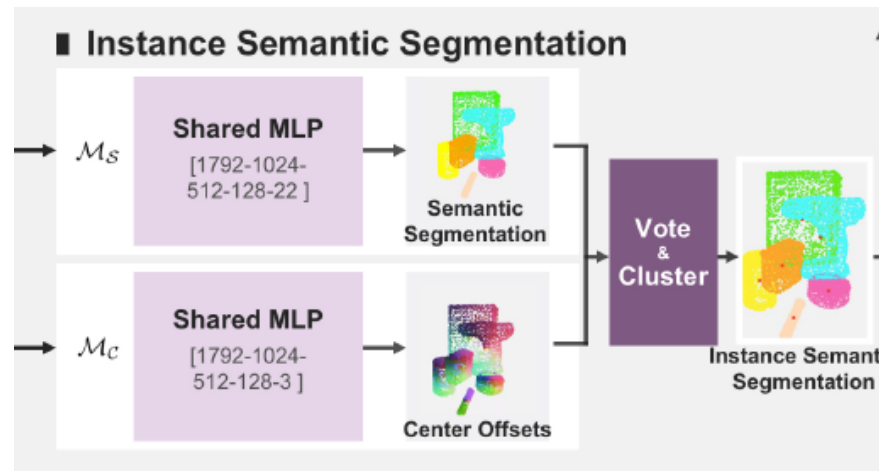 Instance Semantic Segmentation
ℳ𝒮
Shared MLP
[1792-1024-
512-128-22 ]
Semantic
Segmentation
ℳ𝒞
Shared MLP
[1792-1024-
512-128-3 ]
Center Offsets
Vote
&
Cluster
Instance Semant
Segmentation